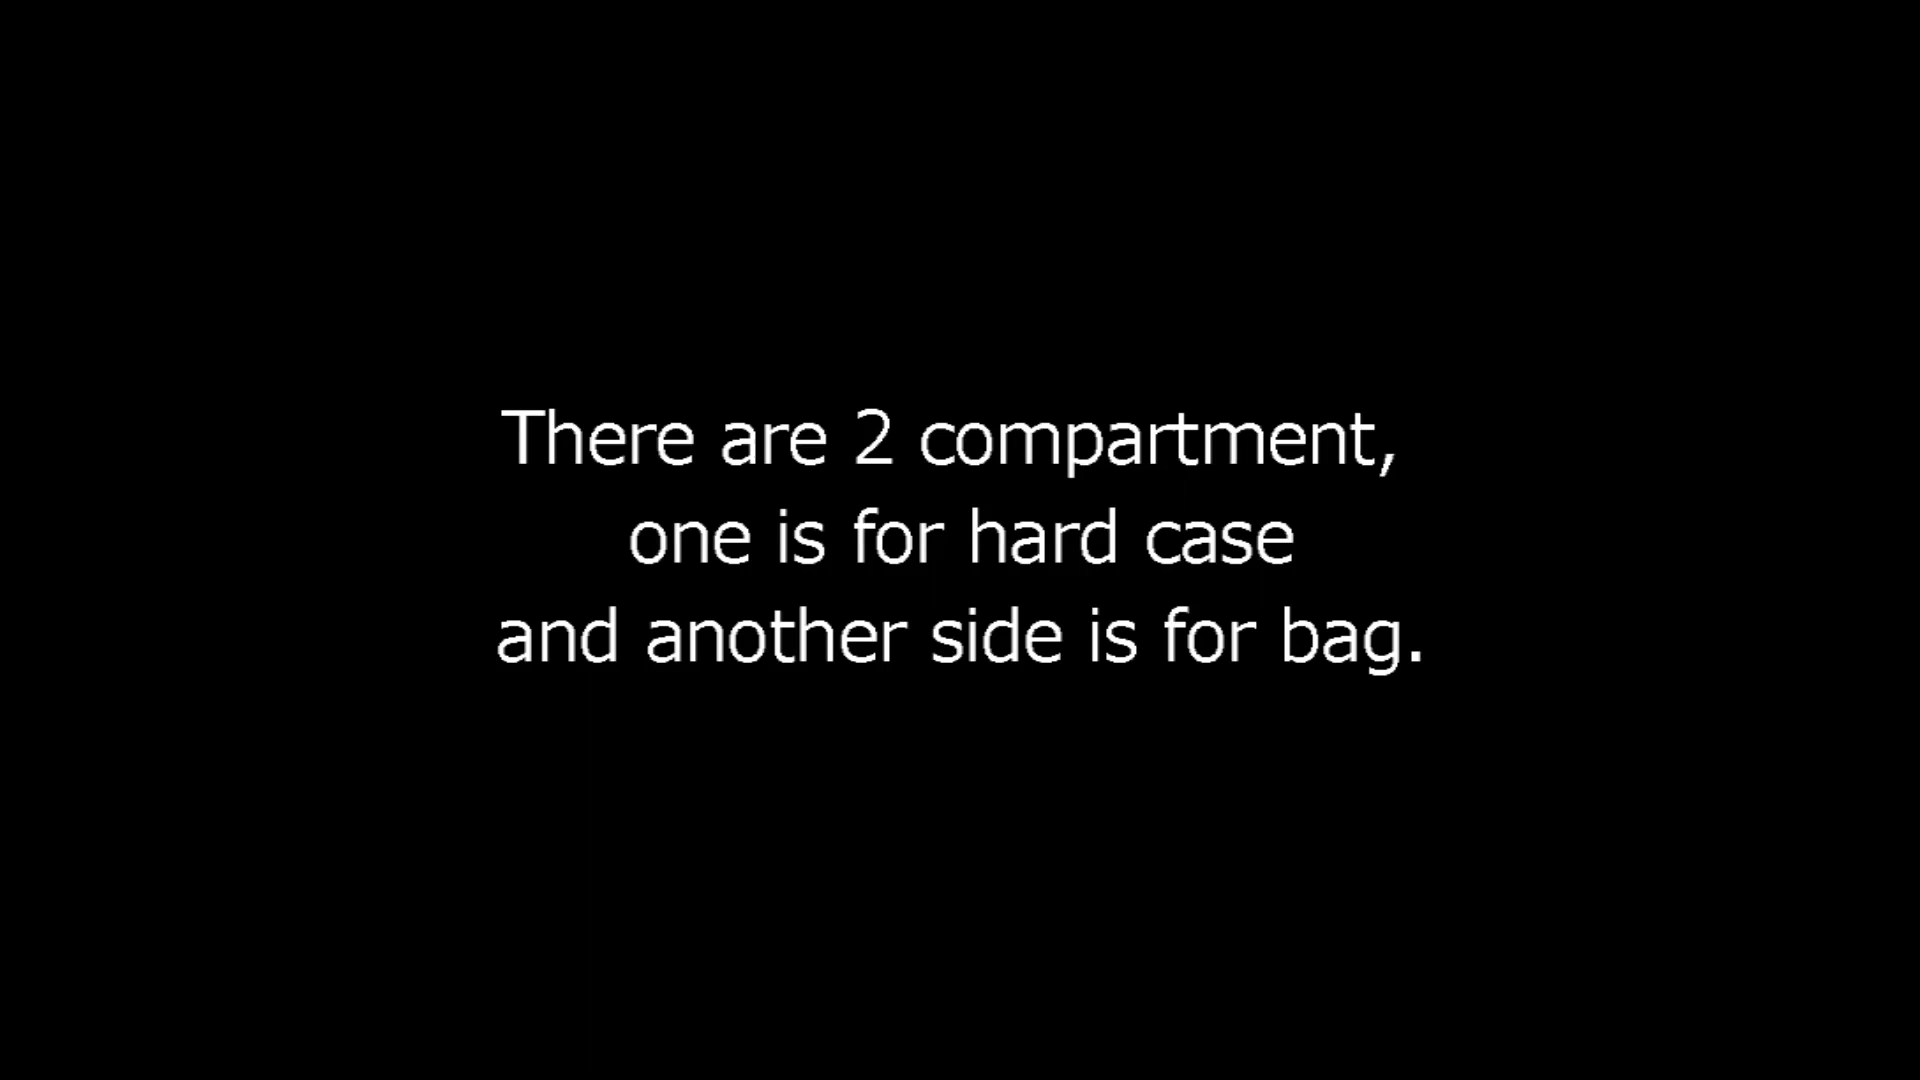 There are 2 compartment,
one is for hard case
and another side is for bag.